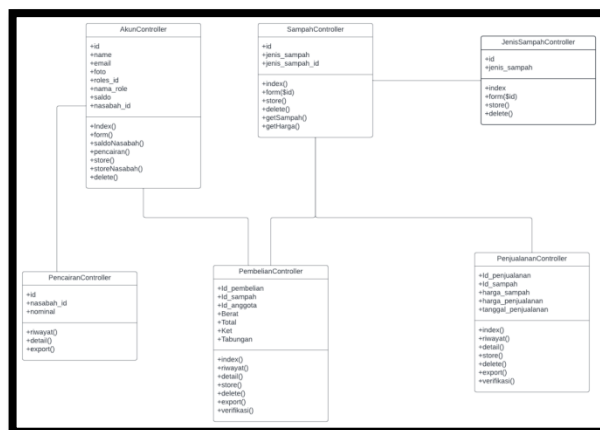 AkunController
+id
+name
+email
+foto
+roles_id
+nama_role
+saldo
+nasabah_id
+Index()
+form()
+saldoNasabah()
+pencairan()
+store()
+storeNasabah()
+delete()
SampahController
+id
+jenis_sampah
+jenis_sampah_id
+index()
+form($id)
+store()
+delete()
+getSampah()
+getHarga()
JenisSampahController
+id
+jenis_sampah
+index
+form($id)
+store()
+delete()
PencairanController
+id
+nasabah_id
+nominal
+riwayat()
+detail()
+export()
PembelianController
+Id_pembelian
+Id_sampah
+Id_anggota
+Berat
+Total
+Ket
+Tabungan
+index()
+riwayat()
+detail()
+store()
+delete()
+export()
+verifikasi()
PenjualananController
+Id_penjualanan
+Id_sampah
+harga_sampah
+harga_penjualanan
+tanggal_penjualanan
+index()
+riwayat()
+detail()
+store()
+delete()
+export()
+verifikasi()